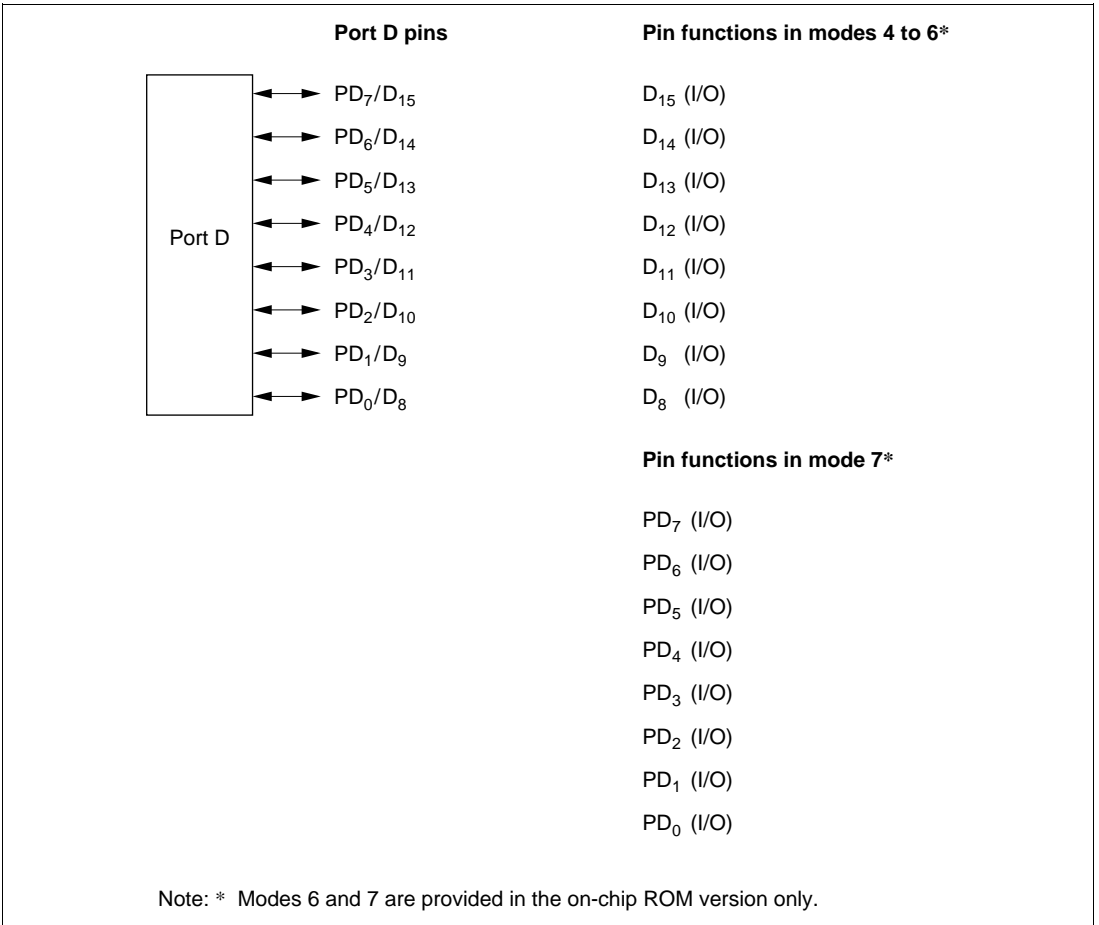 Port D pins Pin functions in modes 4 to 6*
PD₇/D₁₅ D₁₅ (I/O)
PD₆/D₁₄ D₁₄ (I/O)
PD₅/D₁₃ D₁₃ (I/O)
PD₄/D₁₂ D₁₂ (I/O)
Port D
PD₃/D₁₁ D₁₁ (I/O)
PD₂/D₁₀ D₁₀ (I/O)
PD₁/D₉ D₉ (I/O)
PD₀/D₈ D₈ (I/O)
Pin functions in mode 7*
PD₇ (I/O)
PD₆ (I/O)
PD₅ (I/O)
PD₄ (I/O)
PD₃ (I/O)
PD₂ (I/O)
PD₁ (I/O)
PD₀ (I/O)
Note: * Modes 6 and 7 are provided in the on-chip ROM version only.